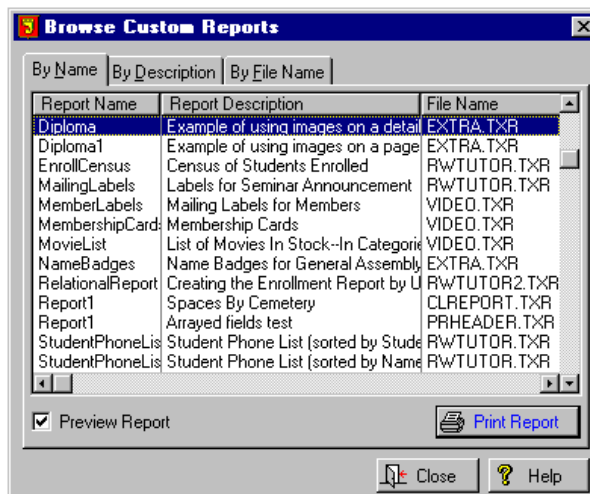 Browse Custom Reports
By Name By Description By File Name
Report Name Report Description File Name
Diploma Example of using images on a detail EXTRA.TXR
Diploma1 Example of using images on a page EXTRA.TXR
EnrollCensus Census of Students Enrolled RWTUTOR.TXR
MailingLabels Labels for Seminar Announcement RWTUTOR.TXR
MemberLabels Mailing Labels for Members VIDEO.TXR
MembershipCard Membership Cards VIDEO.TXR
MovieList List of Movies In Stock--In Categorie VIDEO.TXR
NameBadges Name Badges for General Assembly EXTRA.TXR
RelationalReport Creating the Enrollment Report by U RWTUTOR2.TXR
Report1 Spaces By Cemetery CLREPORT.TXR
Report1 Arrayed fields test PRHEADER.TXR
StudentPhoneLis Student Phone List (sorted by Stude RWTUTOR.TXR
StudentPhoneLis Student Phone List (sorted by Name RWTUTOR.TXR
Preview Report Print Report
Close Help